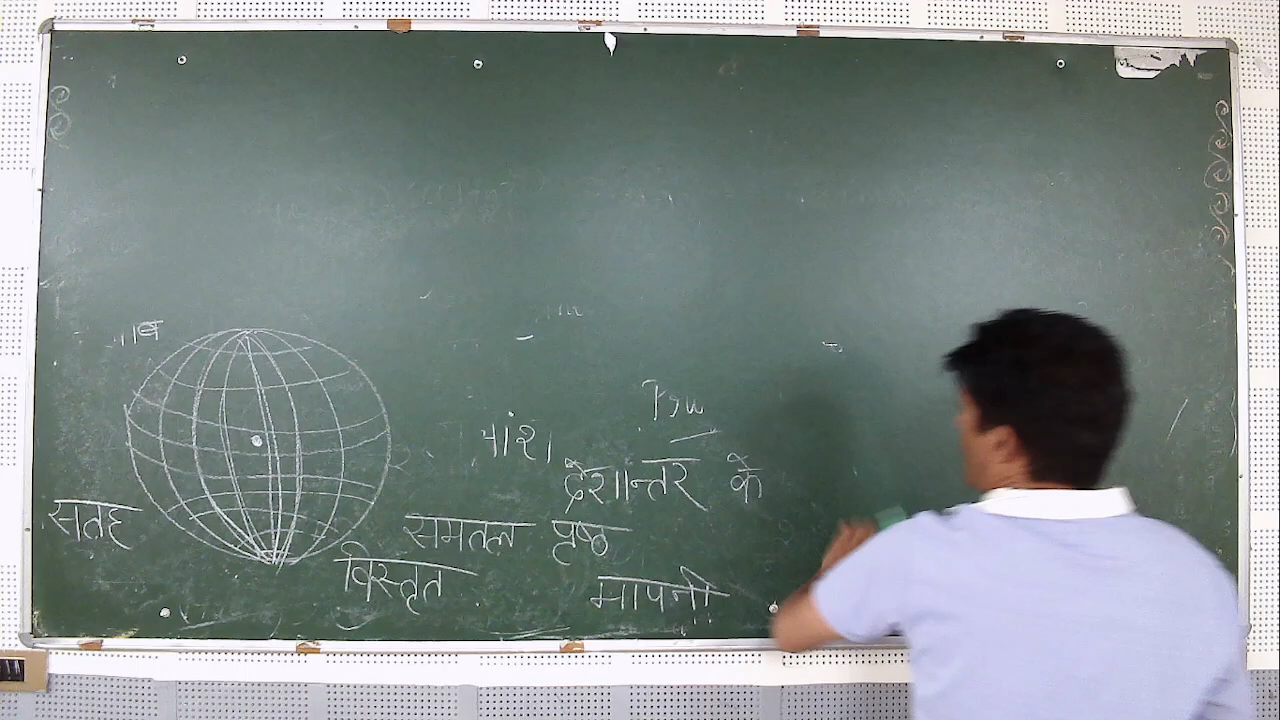 देशान्तर के
सतह
समतल पृष्ठ
विस्तृत
मापनी